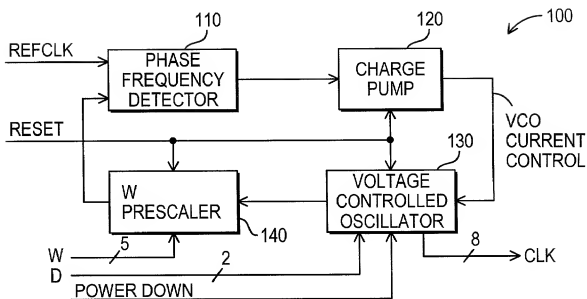 110
120
100
REFCLK
PHASE
FREQUENCY
DETECTOR
CHARGE
PUMP
RESET
VCO
CURRENT
CONTROL
130
W
PRESCALER
VOLTAGE
CONTROLLED
OSCILLATOR
140
W
5
D
2
8
CLK
POWER DOWN